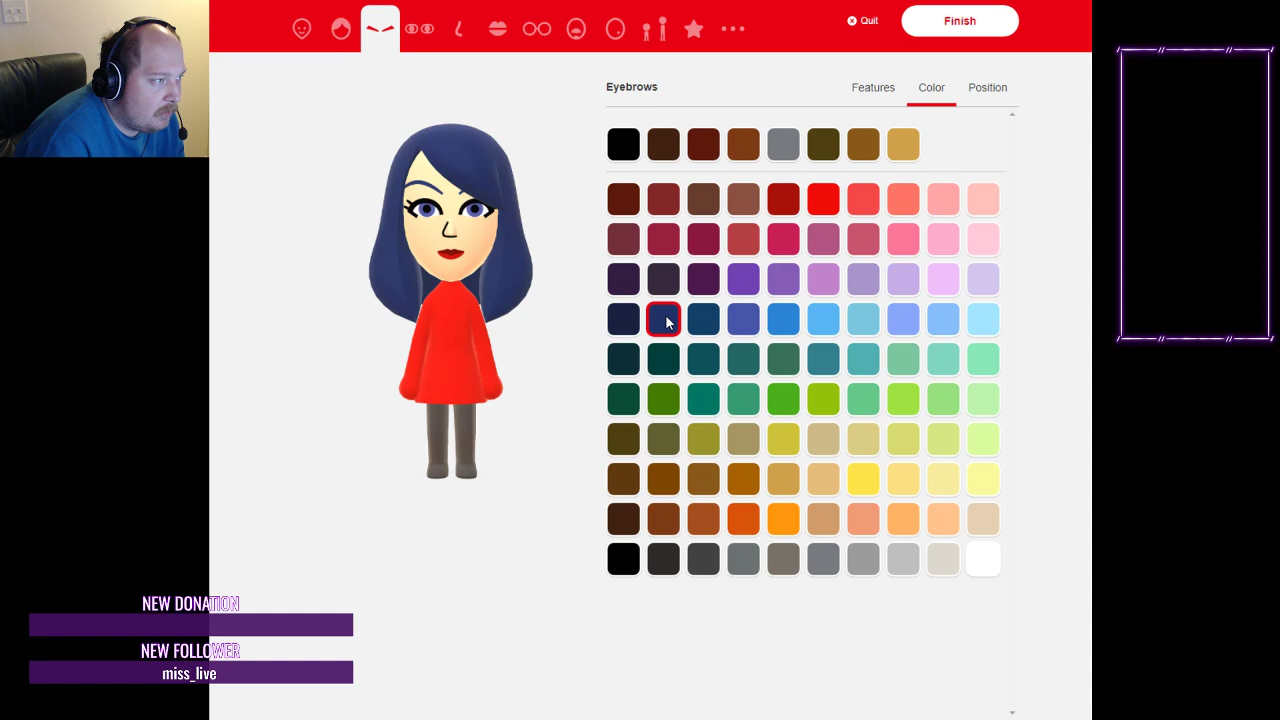 Quit
Finish
Eyebrows
Features
Color
Position
NEW DONATION
NEW FOLLOWER
miss_live